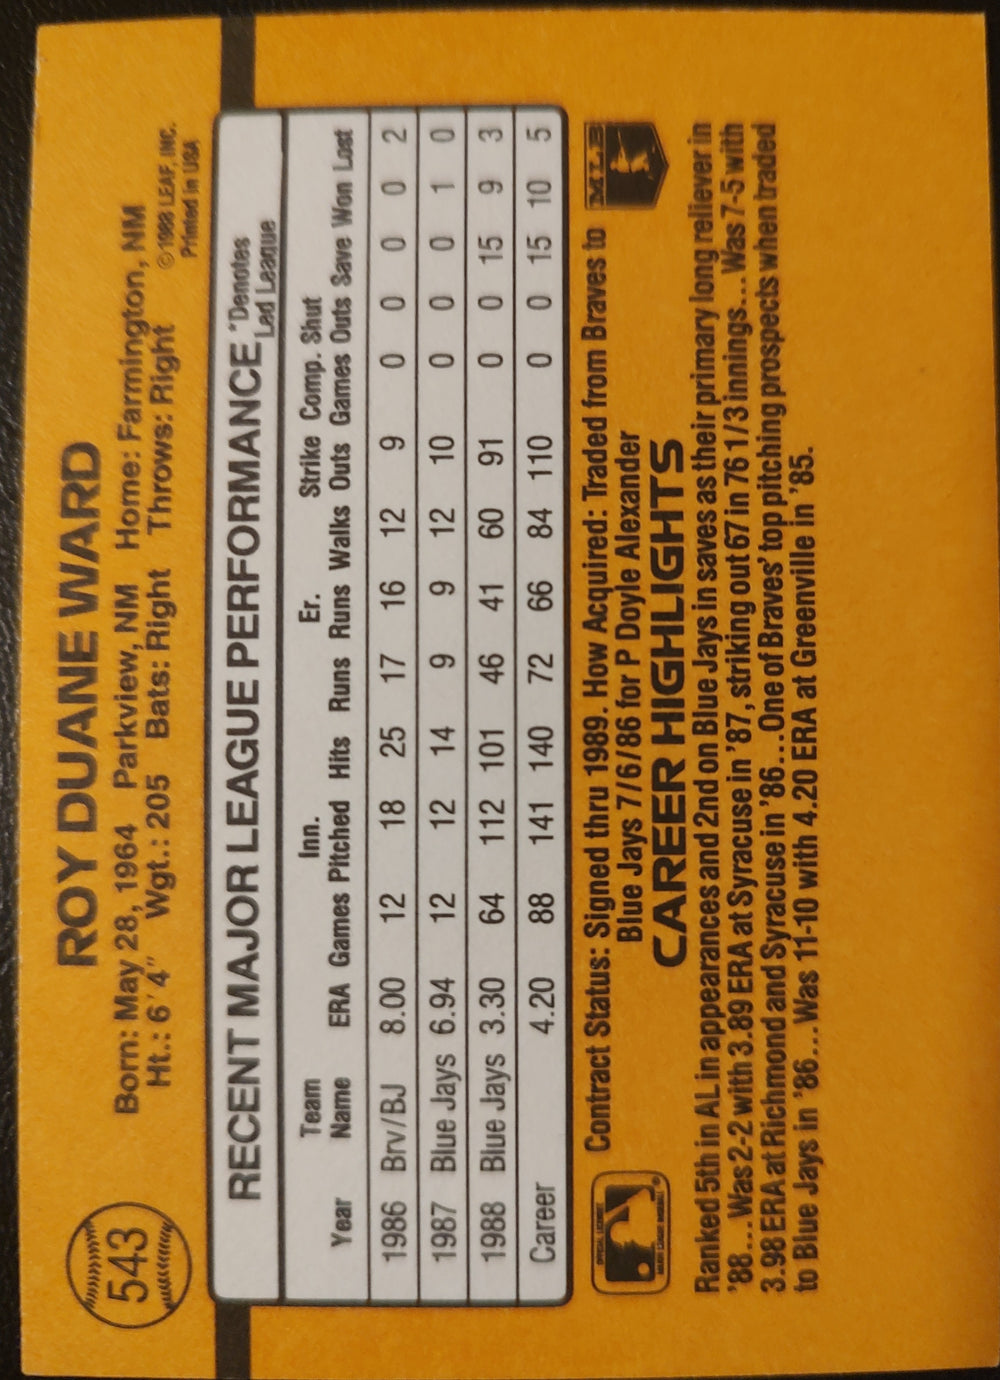 543
ROY DUANE WARD
Born: May 28, 1964 Parkview, NM Home: Farmington, NM
Ht.: 6'4" Wgt.: 205 Bats: Right Throws: Right
© 1988 LEAF, INC.
Printed in USA
RECENT MAJOR LEAGUE PERFORMANCE *Denotes
Led League
Team Inn. Er. Strike Comp. Shut
Year Name ERA Games Pitched Hits Runs Runs Walks Outs Games Outs Save Won Lost
1986 Brv/BJ 8.00 12 18 25 17 16 12 9 0 0 0 0 2
1987 Blue Jays 6.94 12 12 14 9 9 12 10 0 0 0 1 0
1988 Blue Jays 3.30 64 112 101 46 41 60 91 0 0 15 9 3
Career 4.20 88 141 140 72 66 84 110 0 0 15 10 5
Contract Status: Signed thru 1989. How Acquired: Traded from Braves to
Blue Jays 7/6/86 for P Doyle Alexander
CAREER HIGHLIGHTS
MLB
Ranked 5th in AL in appearances and 2nd on Blue Jays in saves as their primary long reliever in
'88...Was 2-2 with 3.89 ERA at Syracuse in '87, striking out 67 in 76 1/3 innings...Was 7-5 with
3.98 ERA at Richmond and Syracuse in '86...One of Braves' top pitching prospects when traded
to Blue Jays in '86...Was 11-10 with 4.20 ERA at Greenville in '85.